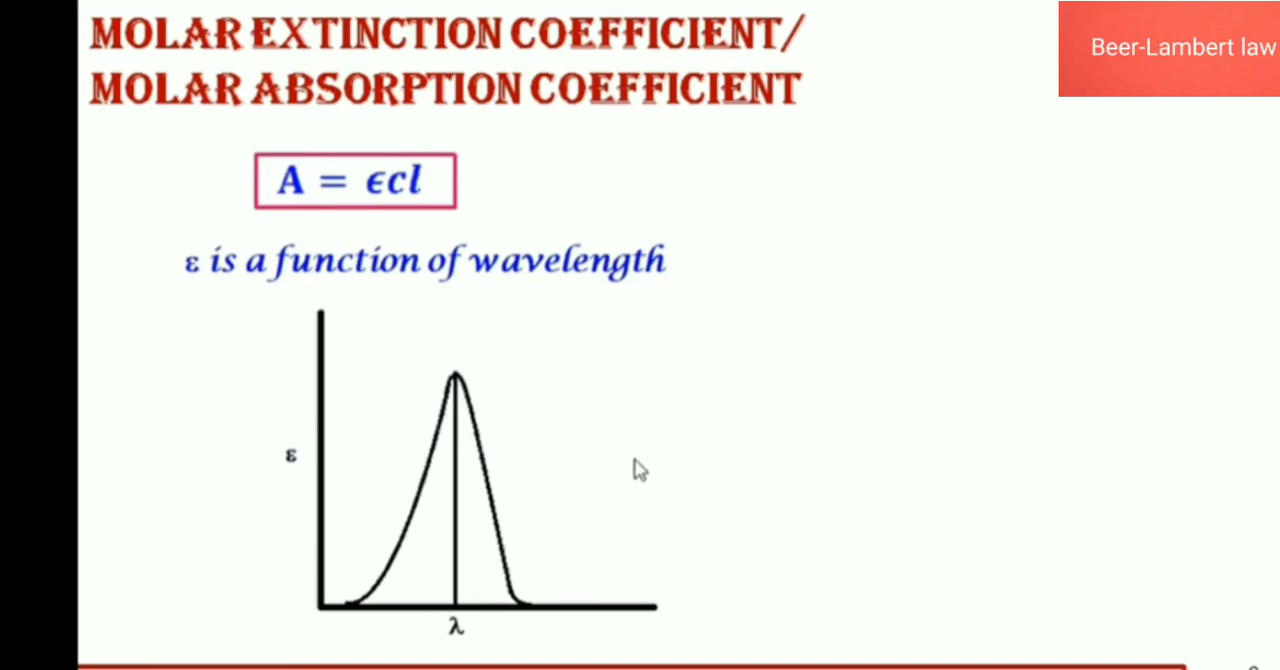 MOLAR EXTINCTION COEFFICIENT/
MOLAR ABSORPTION COEFFICIENT
Beer-Lambert law
A = ϵcl
ε is a function of wavelength
ε
λ